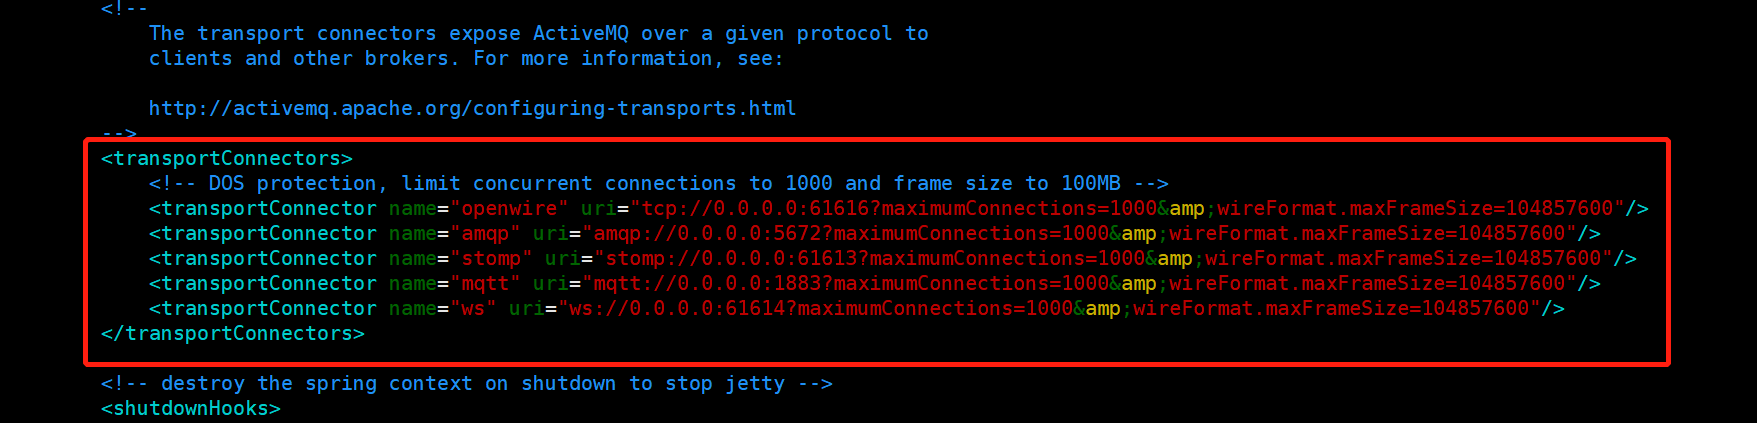 <!--
The transport connectors expose ActiveMQ over a given protocol to
clients and other brokers. For more information, see:
http://activemq.apache.org/configuring-transports.html
-->
<transportConnectors>
<!-- DOS protection, limit concurrent connections to 1000 and frame size to 100MB -->
<transportConnector name="openwire" uri="tcp://0.0.0.0:61616?maximumConnections=1000&amp;wireFormat.maxFrameSize=104857600"/>
<transportConnector name="amqp" uri="amqp://0.0.0.0:5672?maximumConnections=1000&amp;wireFormat.maxFrameSize=104857600"/>
<transportConnector name="stomp" uri="stomp://0.0.0.0:61613?maximumConnections=1000&amp;wireFormat.maxFrameSize=104857600"/>
<transportConnector name="mqtt" uri="mqtt://0.0.0.0:1883?maximumConnections=1000&amp;wireFormat.maxFrameSize=104857600"/>
<transportConnector name="ws" uri="ws://0.0.0.0:61614?maximumConnections=1000&amp;wireFormat.maxFrameSize=104857600"/>
</transportConnectors>
<!-- destroy the spring context on shutdown to stop jetty -->
<shutdownHooks>